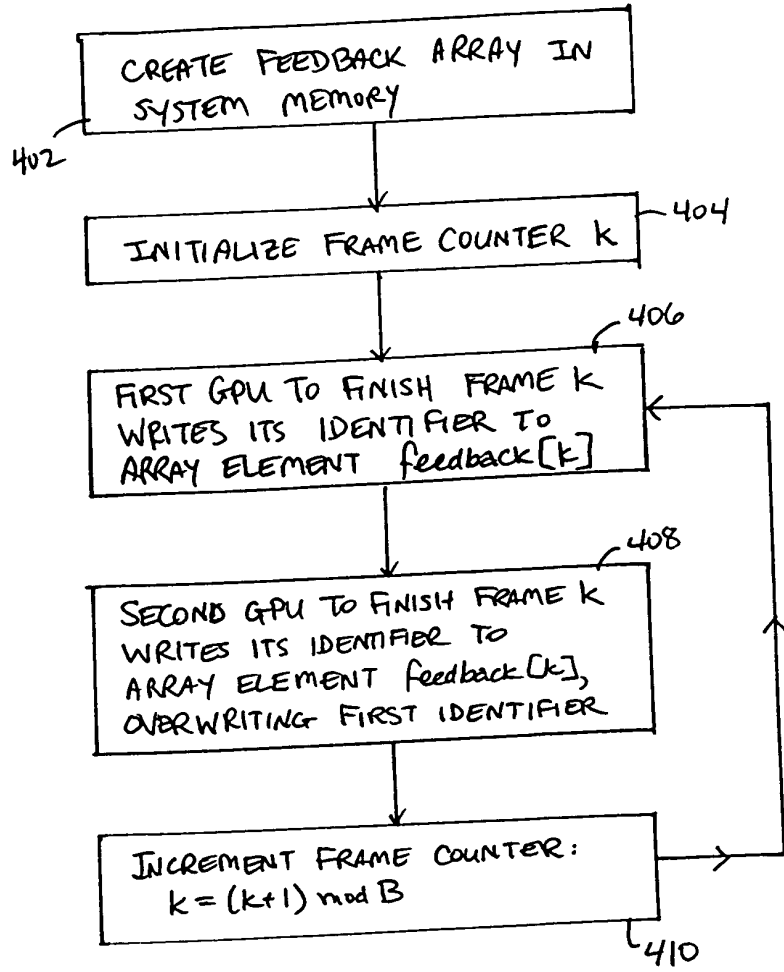 CREATE FEEDBACK ARRAY IN
SYSTEM MEMORY
402
INITIALIZE FRAME COUNTER k
404
406
FIRST GPU TO FINISH FRAME k
WRITES ITS IDENTIFIER TO
ARRAY ELEMENT feedback[k]
408
SECOND GPU TO FINISH FRAME k
WRITES ITS IDENTIFIER TO
ARRAY ELEMENT feedback[k],
OVERWRITING FIRST IDENTIFIER
INCREMENT FRAME COUNTER:
k = (k+1) mod B
410